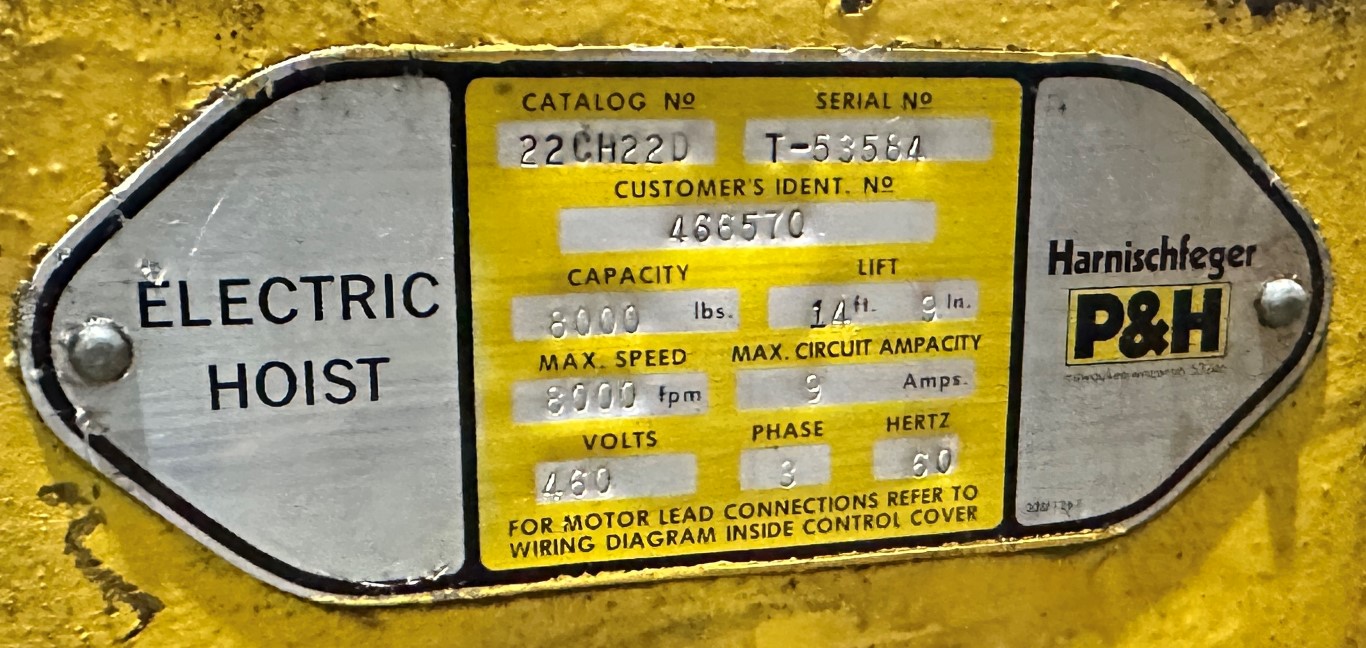 CATALOG Nº SERIAL Nº
22CH22D T-53584
CUSTOMER'S IDENT. Nº
466570
CAPACITY LIFT
8000 lbs. 14 ft. 9 In.
MAX. SPEED MAX. CIRCUIT AMPACITY
8000 fpm 9 Amps.
VOLTS PHASE HERTZ
460 3 60
FOR MOTOR LEAD CONNECTIONS REFER TO
WIRING DIAGRAM INSIDE CONTROL COVER
ELECTRIC
HOIST
Harnischfeger
P&H